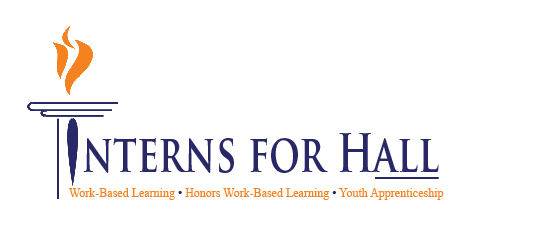 INTERNS FOR HALL
Work-Based Learning • Honors Work-Based Learning • Youth Apprenticeship